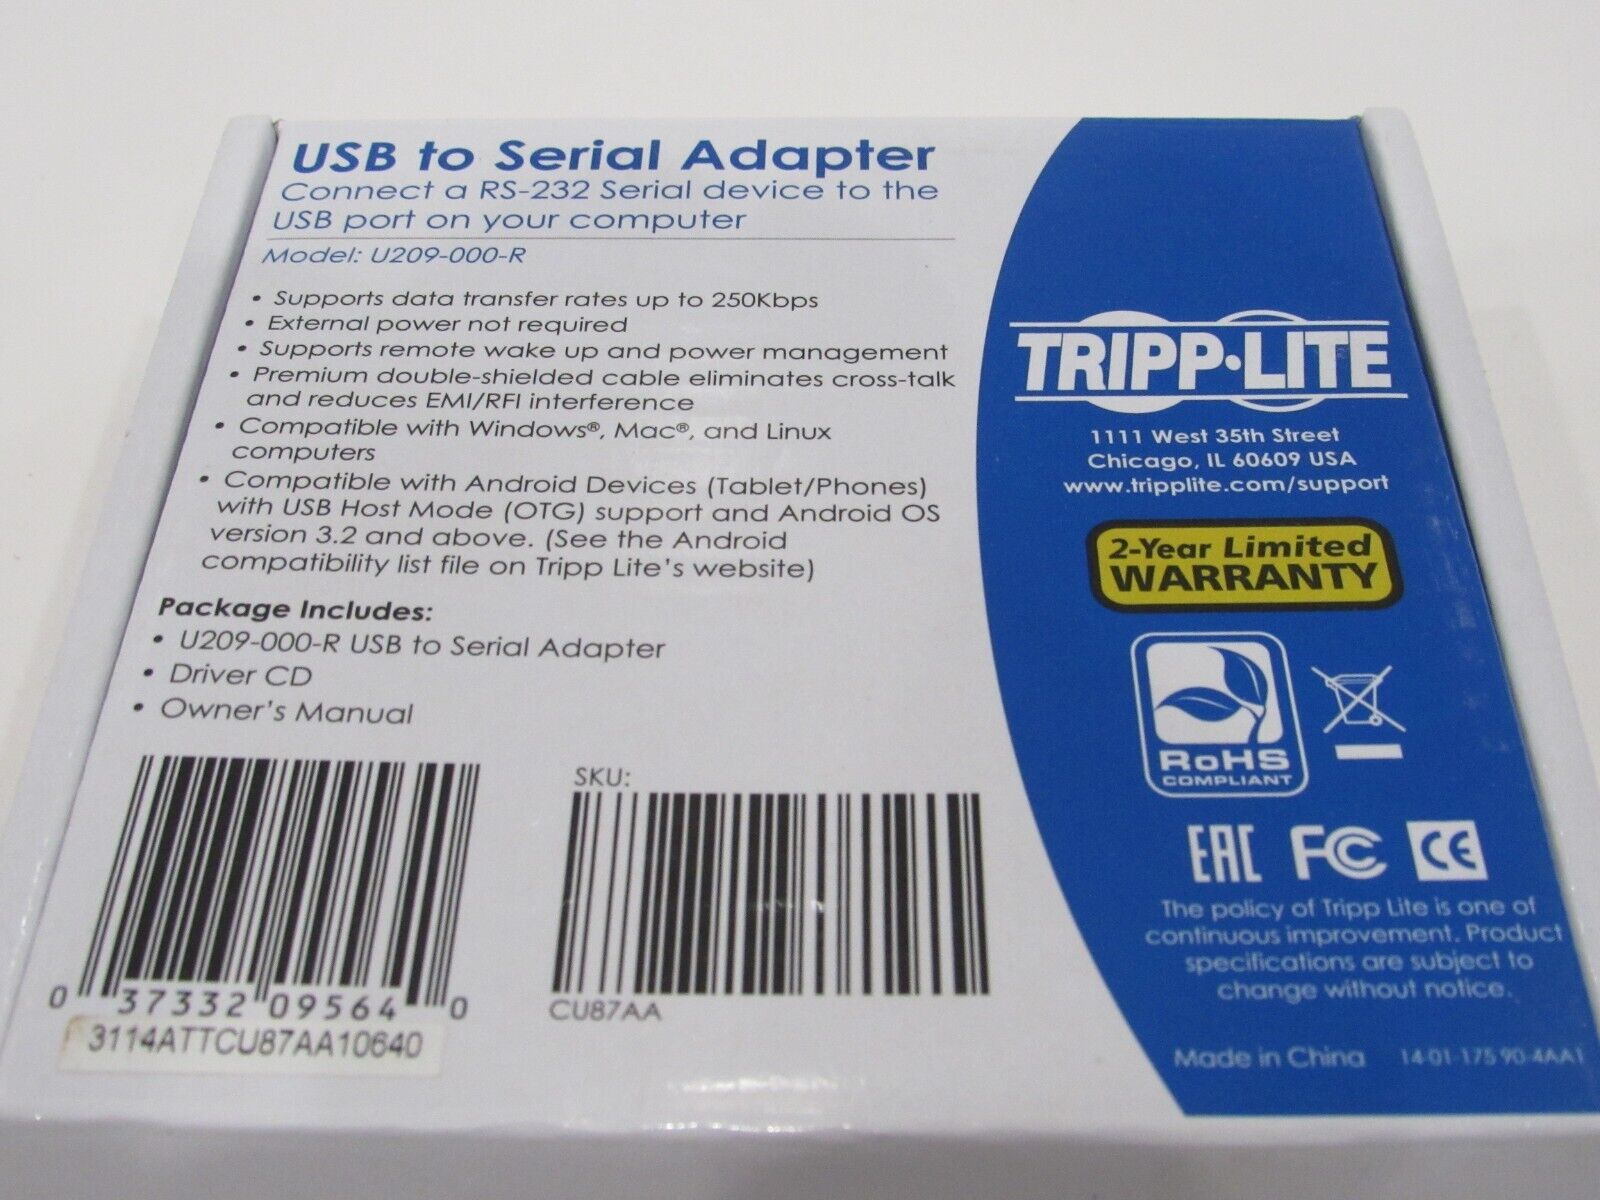 USB to Serial Adapter
Connect a RS-232 Serial device to the
USB port on your computer
Model: U209-000-R
• Supports data transfer rates up to 250Kbps
• External power not required
• Supports remote wake up and power management
• Premium double-shielded cable eliminates cross-talk
and reduces EMI/RFI interference
• Compatible with Windows®, Mac®, and Linux
computers
• Compatible with Android Devices (Tablet/Phones)
with USB Host Mode (OTG) support and Android OS
version 3.2 and above. (See the Android
compatibility list file on Tripp Lite's website)
Package Includes:
• U209-000-R USB to Serial Adapter
• Driver CD
• Owner's Manual
0 37332 09564 0
3114ATTCU87AA10640
SKU:
CU87AA
TRIPP·LITE
1111 West 35th Street
Chicago, IL 60609 USA
www.tripplite.com/support
2-Year Limited
WARRANTY
RoHS
COMPLIANT
EAC FC CE
The policy of Tripp Lite is one of
continuous improvement. Product
specifications are subject to
change without notice.
Made in China 14-01-175 90-4AA1